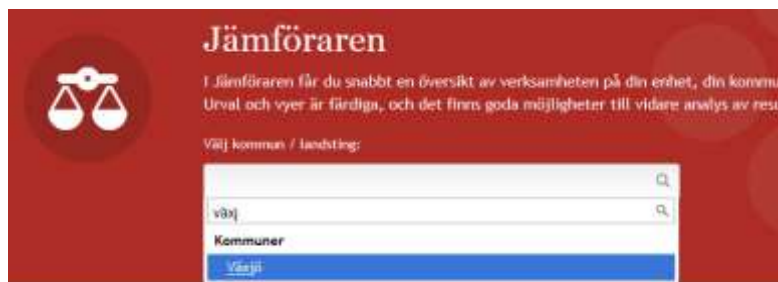 Jämföraren
I Jämföraren får du snabbt en översikt av verksamheten på din enhet, din kommu
Urval och vyer är färdiga, och det finns goda möjligheter till vidare analys av res
Välj kommun / landsting:
växj
Kommuner
Växjö